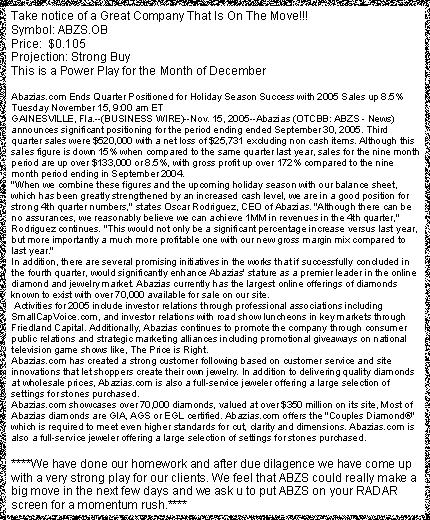 Take notice of a Great Company That Is On The Move!!!
Symbol: ABZS.OB
Price:  $0.105
Projection: Strong Buy
This is a Power Play for the Month of December
Abazias.com Ends Quarter Positioned for Holiday Season Success with 2005 Sales up 8.5%
Tuesday November 15, 9:00 am ET
GAINESVILLE, Fla.--(BUSINESS WIRE)--Nov. 15, 2005--Abazias (OTCBB: ABZS - News)
announces significant positioning for the period ending ended September 30, 2005. Third
quarter sales were $520,000 with a net loss of $25,731 excluding non cash items. Although this
sales figure is down 15% when compared to the same quarter last year, sales for the nine month
period are up over $133,000 or 8.5%, with gross profit up over 172% compared to the nine
month period ending in September 2004.
"When we combine these figures and the upcoming holiday season with our balance sheet,
which has been greatly strengthened by an increased cash level, we are in a good position for
strong 4th quarter numbers," states Oscar Rodriguez, CEO of Abazias. "Although there can be
no assurances, we reasonably believe we can achieve 1MM in revenues in the 4th quarter,"
Rodriguez continues. "This would not only be a significant percentage increase versus last year,
but more importantly a much more profitable one with our new gross margin mix compared to
last year."
In addition, there are several promising initiatives in the works that if successfully concluded in
the fourth quarter, would significantly enhance Abazias' stature as a premier leader in the online
diamond and jewelry market. Abazias currently has the largest online offerings of diamonds
known to exist with over 70,000 available for sale on our site.
Activities for 2005 include investor relations through professional associations including
SmallCapVoice.com, and investor relations with road show luncheons in key markets through
Friedland Capital. Additionally, Abazias continues to promote the company through consumer
public relations and strategic marketing alliances including promotional giveaways on national
television game shows like, The Price is Right.
Abazias.com has created a strong customer following based on customer service and site
innovations that let shoppers create their own jewelry. In addition to delivering quality diamonds
at wholesale prices, Abazias.com is also a full-service jeweler offering a large selection of
settings for stones purchased.
Abazias.com showcases over 70,000 diamonds, valued at over $350 million on its site, Most of
Abazias diamonds are GIA, AGS or EGL certified. Abazias.com offers the "Couples Diamond®"
which is required to meet even higher standards for cut, clarity and dimensions. Abazias.com is
also a full-service jeweler offering a large selection of settings for stones purchased.
****We have done our homework and after due dilagence we have come up
with a very strong play for our clients. We feel that ABZS could really make a
big move in the next few days and we ask u to put ABZS on your RADAR
screen for a momentum rush.****